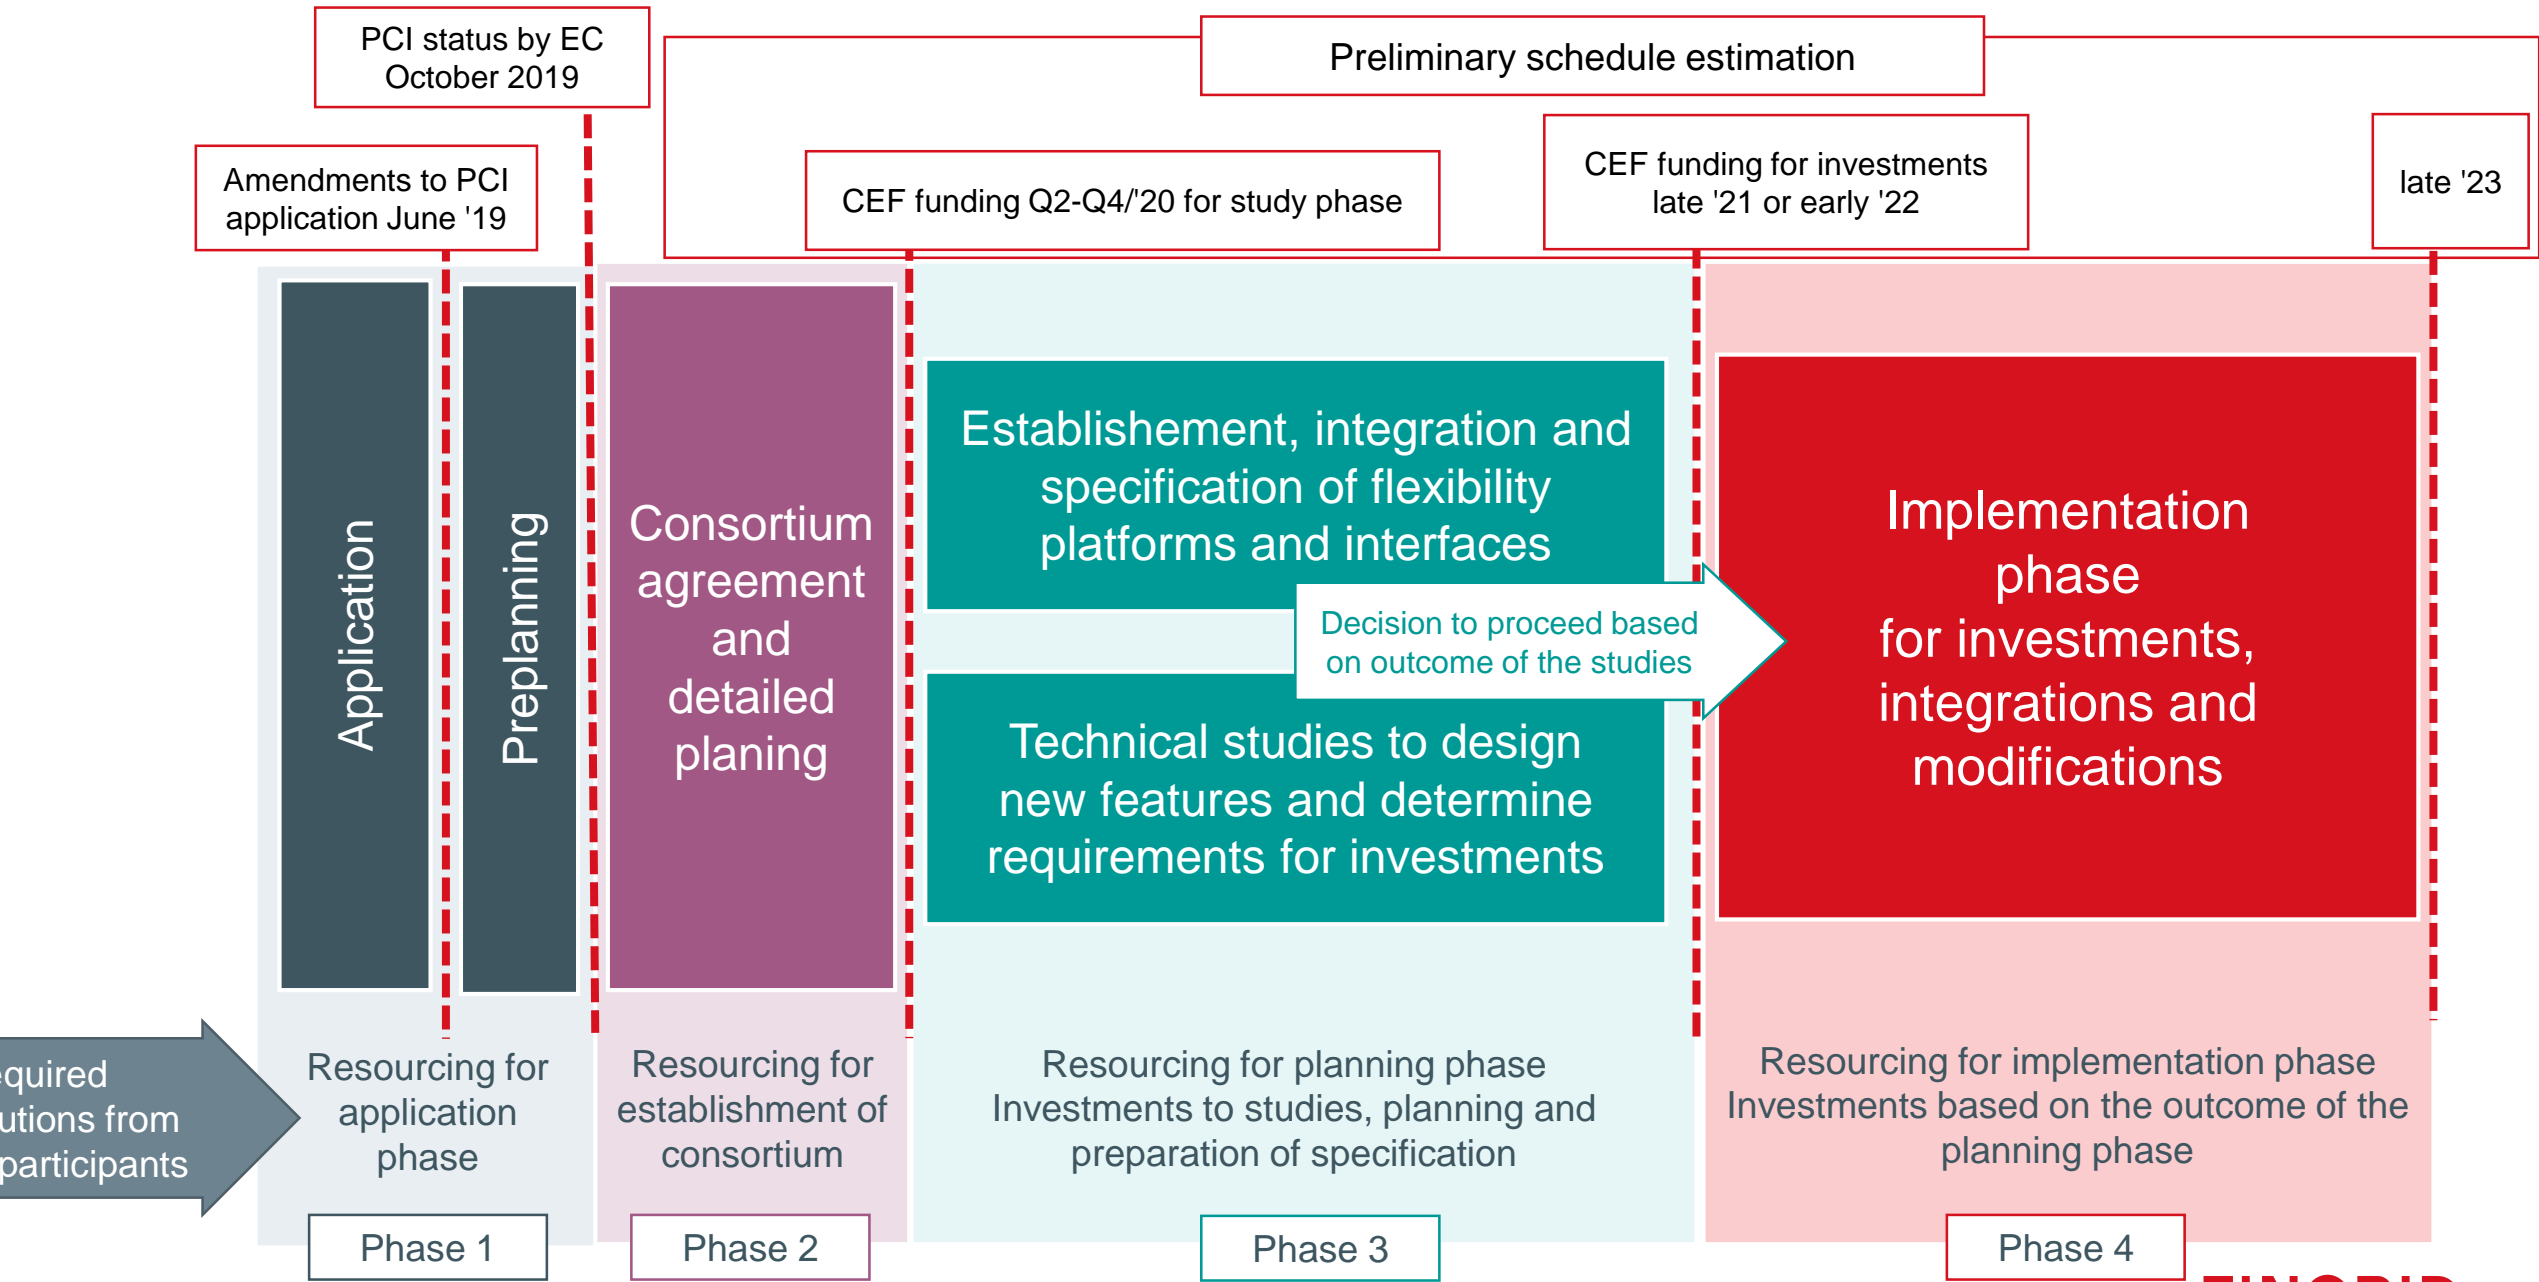 PCI status by EC
October 2019
Preliminary schedule estimation
Amendments to PCI
application June '19
CEF funding Q2-Q4/'20 for study phase
CEF funding for investments
late '21 or early '22
late '23
Application
Preplanning
Consortium
agreement
and
detailed
planing
Establishement, integration and
specification of flexibility
platforms and interfaces
Decision to proceed based
on outcome of the studies
Technical studies to design
new features and determine
requirements for investments
Implementation
phase
for investments,
integrations and
modifications
from
participants
Resourcing for
application
phase
Resourcing for
establishment of
consortium
Resourcing for planning phase
Investments to studies, planning and
preparation of specification
Resourcing for implementation phase
Investments based on the outcome of the
planning phase
Phase 1
Phase 2
Phase 3
Phase 4